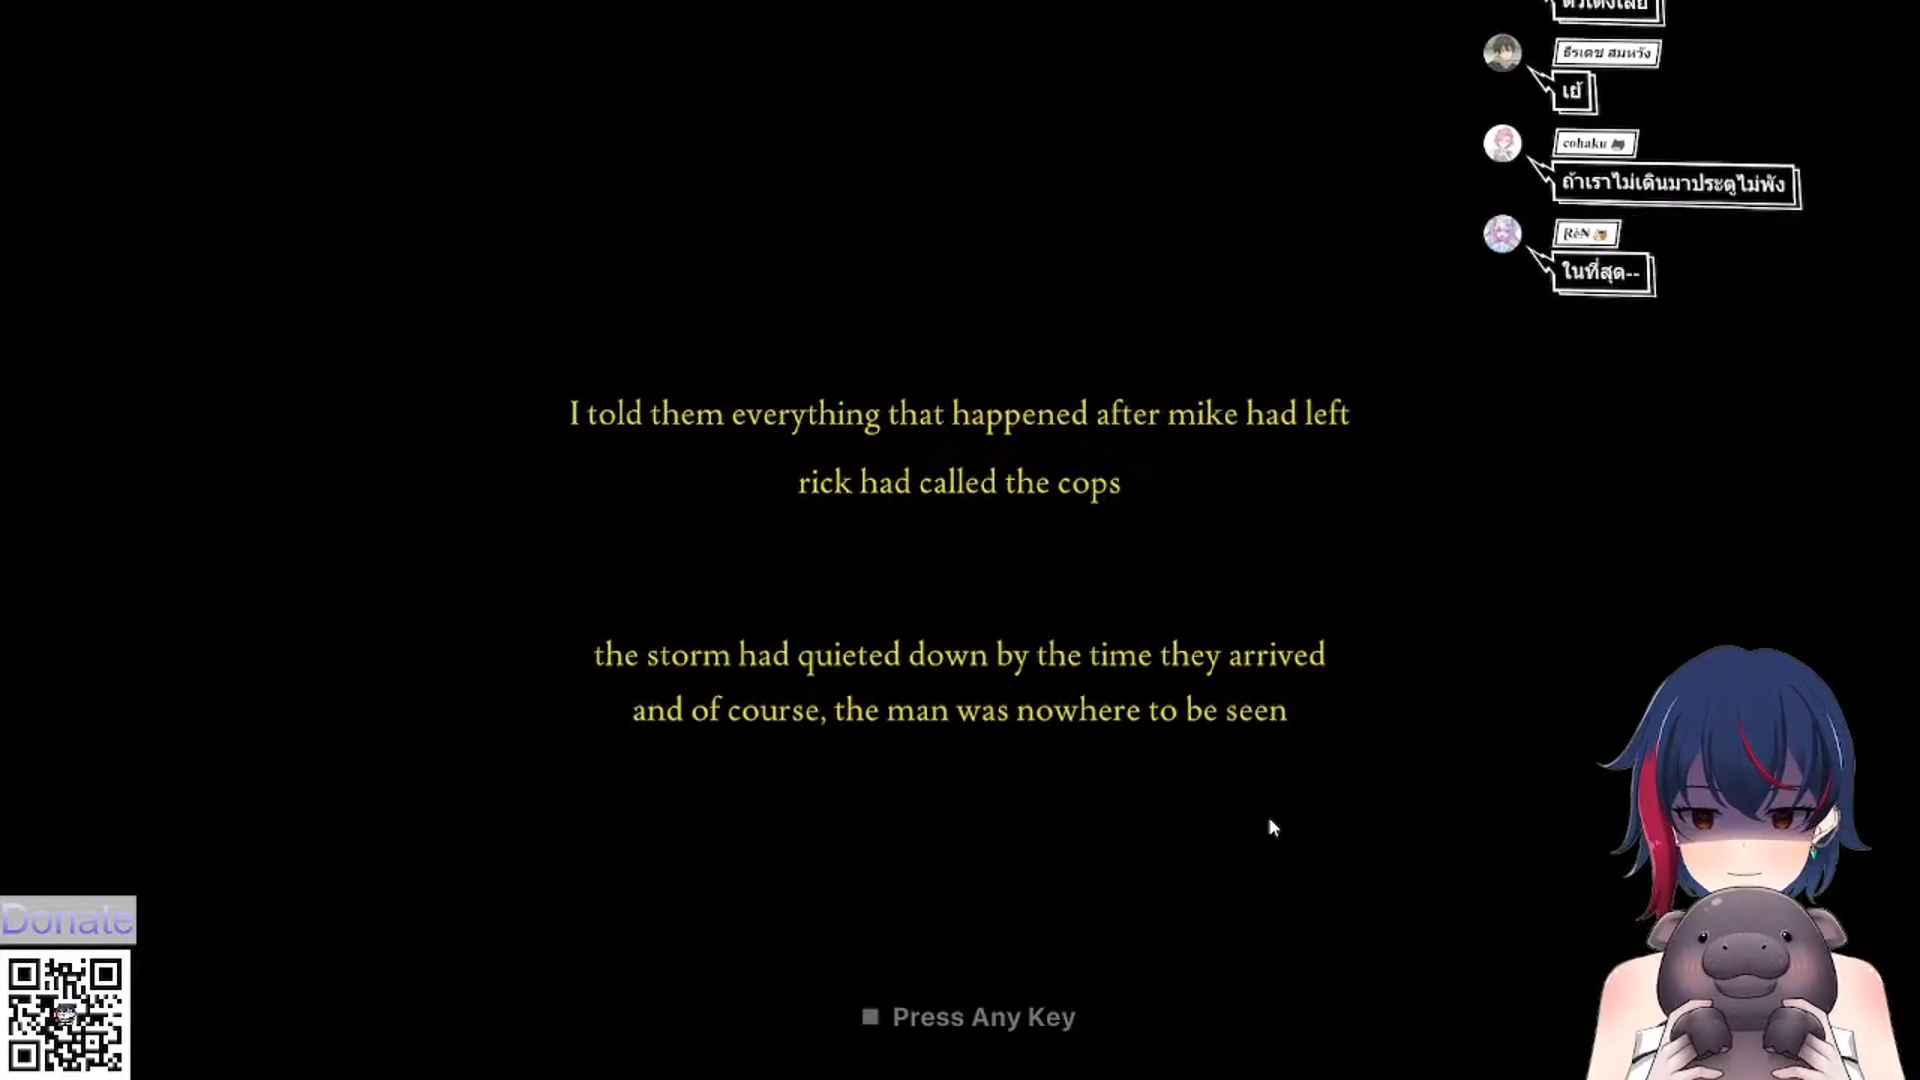 ธีรเดช สมหวัง
เย้
cohaku
ถ้าเราไม่เดินมาประตูไม่พัง
ในที่สุด--
I told them everything that happened after mike had left
rick had called the cops
the storm had quieted down by the time they arrived
and of course, the man was nowhere to be seen
Donate
Press Any Key